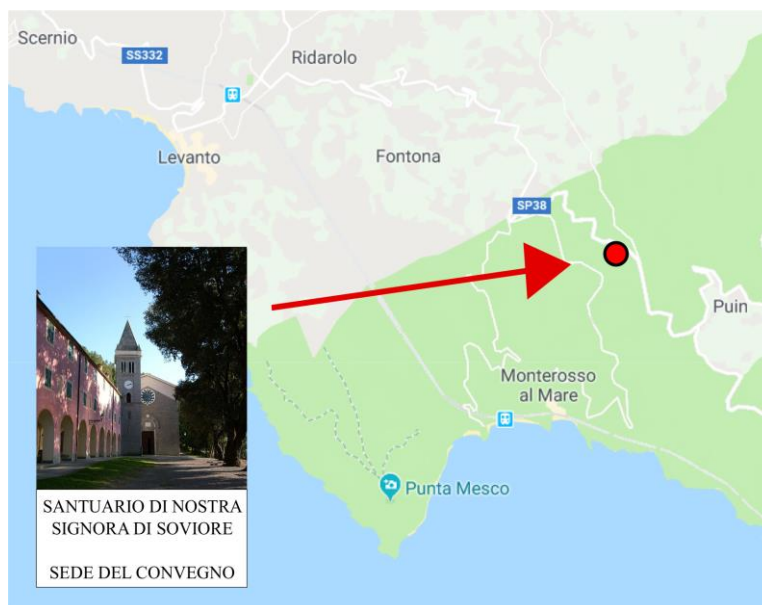 Scernio
SS332
Ridarolo
Levanto
Fontona
SP38
Puin
Monterosso
al Mare
Punta Mesco
SANTUARIO DI NOSTRA
SIGNORA DI SOVIORE
SEDE DEL CONVEGNO